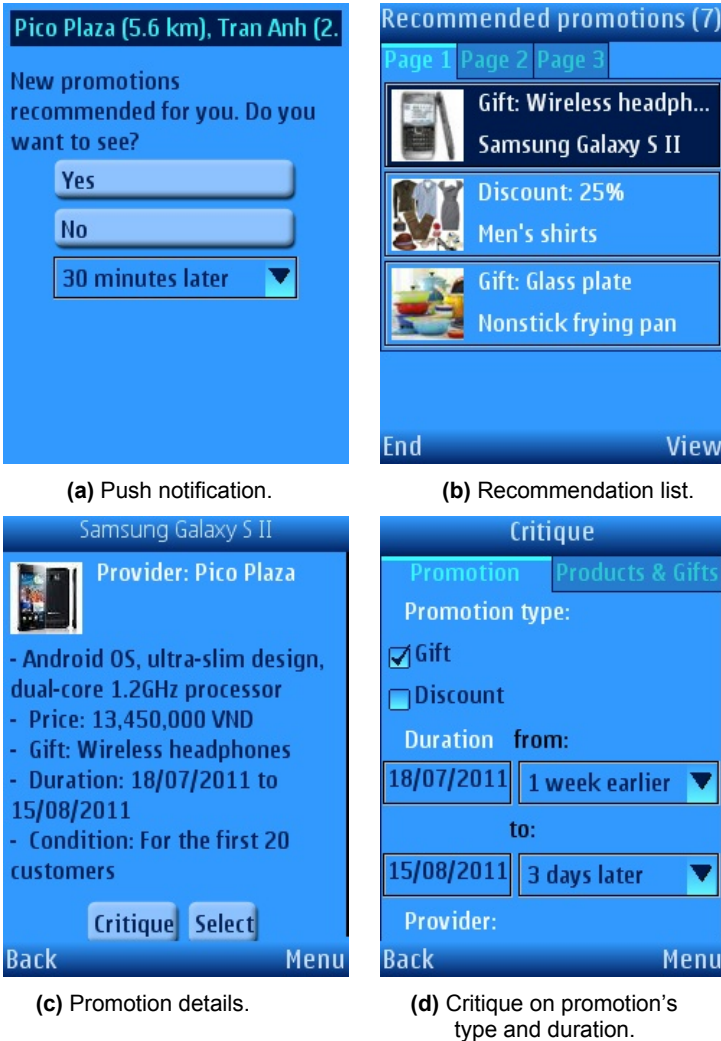 Pico Plaza (5.6 km), Tran Anh (2.
New promotions
recommended for you. Do you
want to see?
Yes
No
30 minutes later
(a) Push notification.
Recommended promotions (7)
Page 1 Page 2 Page 3
Gift: Wireless headph...
Samsung Galaxy S II
Discount: 25%
Men's shirts
Gift: Glass plate
Nonstick frying pan
End View
(b) Recommendation list.
Samsung Galaxy S II
Provider: Pico Plaza
- Android OS, ultra-slim design,
dual-core 1.2GHz processor
- Price: 13,450,000 VND
- Gift: Wireless headphones
- Duration: 18/07/2011 to
15/08/2011
- Condition: For the first 20
customers
Critique Select
Back Menu
(c) Promotion details.
Critique
Promotion Products & Gifts
Promotion type:
Gift
Discount
Duration from:
18/07/2011 1 week earlier
to:
15/08/2011 3 days later
Provider:
Back Menu
(d) Critique on promotion's
type and duration.